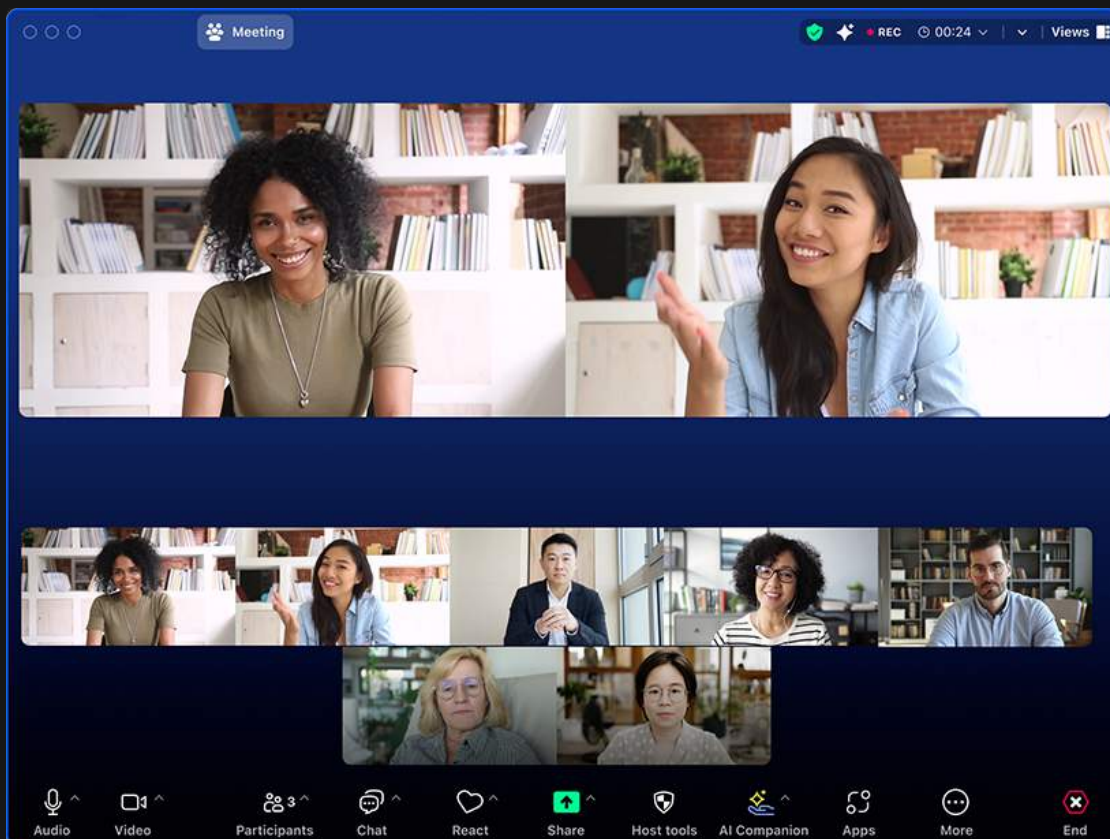 Meeting
REC 00:24 Views
3
Audio Video Participants Chat React Share Host tools AI Companion Apps More End